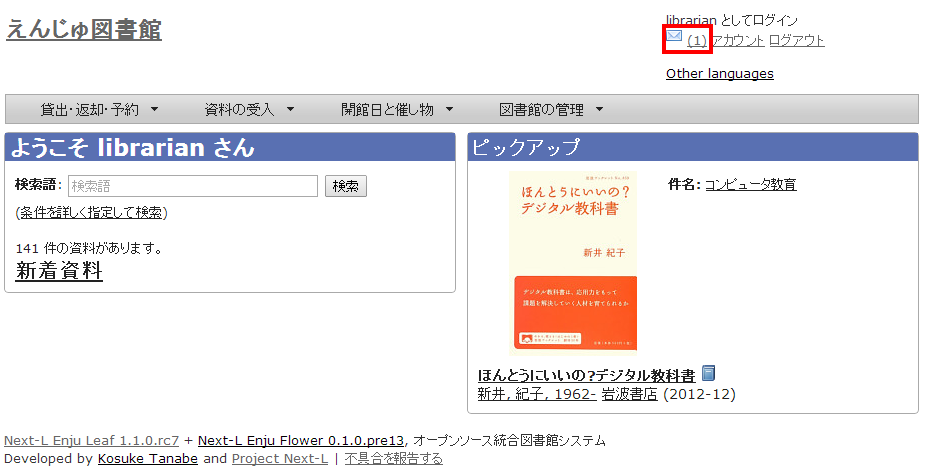 えんじゅ図書館
librarian としてログイン
(1) アカウント ログアウト
Other languages
貸出・返却・予約 資料の受入 開館日と催し物 図書館の管理
ようこそ librarian さん
検索語: 検索語 検索
(条件を詳しく指定して検索)
141 件の資料があります。
新着資料
ピックアップ
ほんとうにいいの?
デジタル教科書
新井 紀子
デジタル教科書は、応用力をもって
課題を解決していく人材を育てられるか
件名: コンピュータ教育
ほんとうにいいの?デジタル教科書
新井, 紀子, 1962- 岩波書店 (2012-12)
Next-L Enju Leaf 1.1.0.rc7 + Next-L Enju Flower 0.1.0.pre13, オープンソース統合図書館システム
Developed by Kosuke Tanabe and Project Next-L | 不具合を報告する